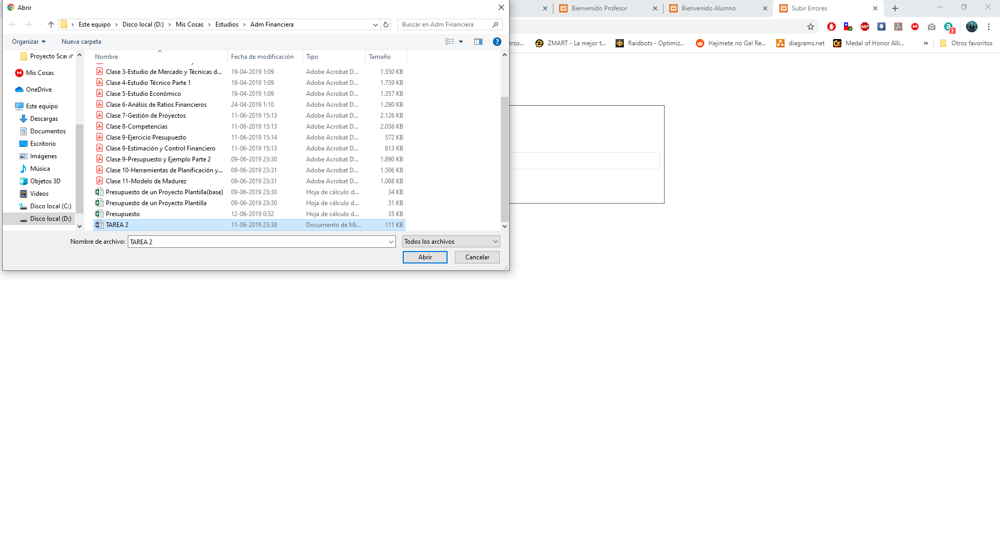 Abrir
Bienvenido Profesor
Bienvenido Alumno
Subir Errores
Este equipo
Disco local (D:)
Mis Cosas
Estudios
Adm Financiera
Buscar en Adm Financiera
ABP
7
Organizar
Nueva carpeta
erso...
ZMART - La mejor t...
Raidbots - Optimiz...
Hajimete no Gal Re...
diagrams.net
Medal of Honor Alli...
»
Otros favoritos
Proyecto Scar
Mis Cosas
OneDrive
Este equipo
Descargas
Documentos
Escritorio
Imágenes
Música
Objetos 3D
Videos
Disco local (C:)
Disco local (D:)
Nombre Fecha de modificación Tipo Tamaño
Clase 3-Estudio de Mercado y Técnicas d... 19-04-2019 1:09 Adobe Acrobat D... 1.550 KB
Clase 4-Estudio Técnico Parte 1 19-04-2019 1:09 Adobe Acrobat D... 1.739 KB
Clase 5-Estudio Económico 19-04-2019 1:09 Adobe Acrobat D... 1.357 KB
Clase 6-Análsis de Ratios Financieros 24-04-2019 1:10 Adobe Acrobat D... 1.290 KB
Clase 7-Gestión de Proyectos 11-06-2019 15:13 Adobe Acrobat D... 2.126 KB
Clase 8-Competencias 11-06-2019 15:13 Adobe Acrobat D... 2.036 KB
Clase 9-Ejercicio Presupuesto 11-06-2019 15:14 Adobe Acrobat D... 572 KB
Clase 9-Estimación y Control Financiero 11-06-2019 15:13 Adobe Acrobat D... 813 KB
Clase 9-Presupuesto y Ejemplo Parte 2 09-06-2019 23:30 Adobe Acrobat D... 1.890 KB
Clase 10-Herramientas de Planificación y... 09-06-2019 23:31 Adobe Acrobat D... 1.506 KB
Clase 11-Modelo de Madurez 09-06-2019 23:31 Adobe Acrobat D... 1.088 KB
Presupuesto de un Proyecto Plantilla(base) 09-06-2019 23:30 Hoja de cálculo d... 34 KB
Presupuesto de un Proyecto Plantilla 09-06-2019 23:30 Hoja de cálculo d... 31 KB
Presupuesto 12-06-2019 0:52 Hoja de cálculo d... 35 KB
TAREA 2 11-06-2019 23:38 Documento de Mi... 111 KB
Nombre de archivo: TAREA 2
Todos los archivos
Abrir
Cancelar